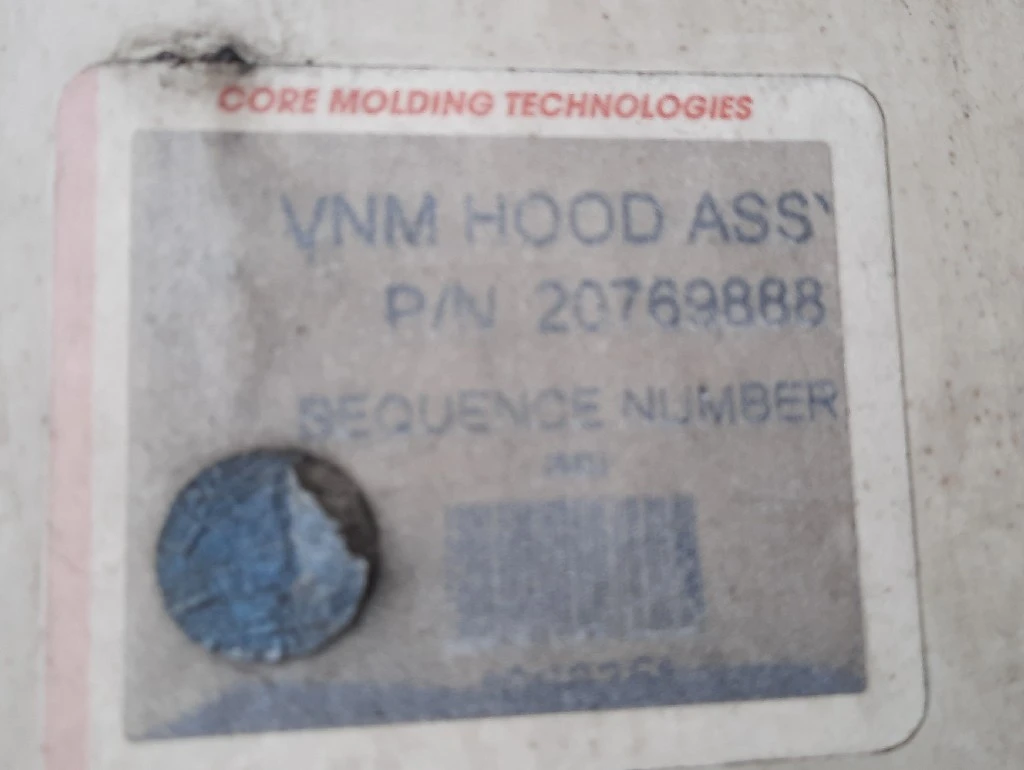 CORE MOLDING TECHNOLOGIES
VNM HOOD ASSY
P/N 20769888
SEQUENCE NUMBER